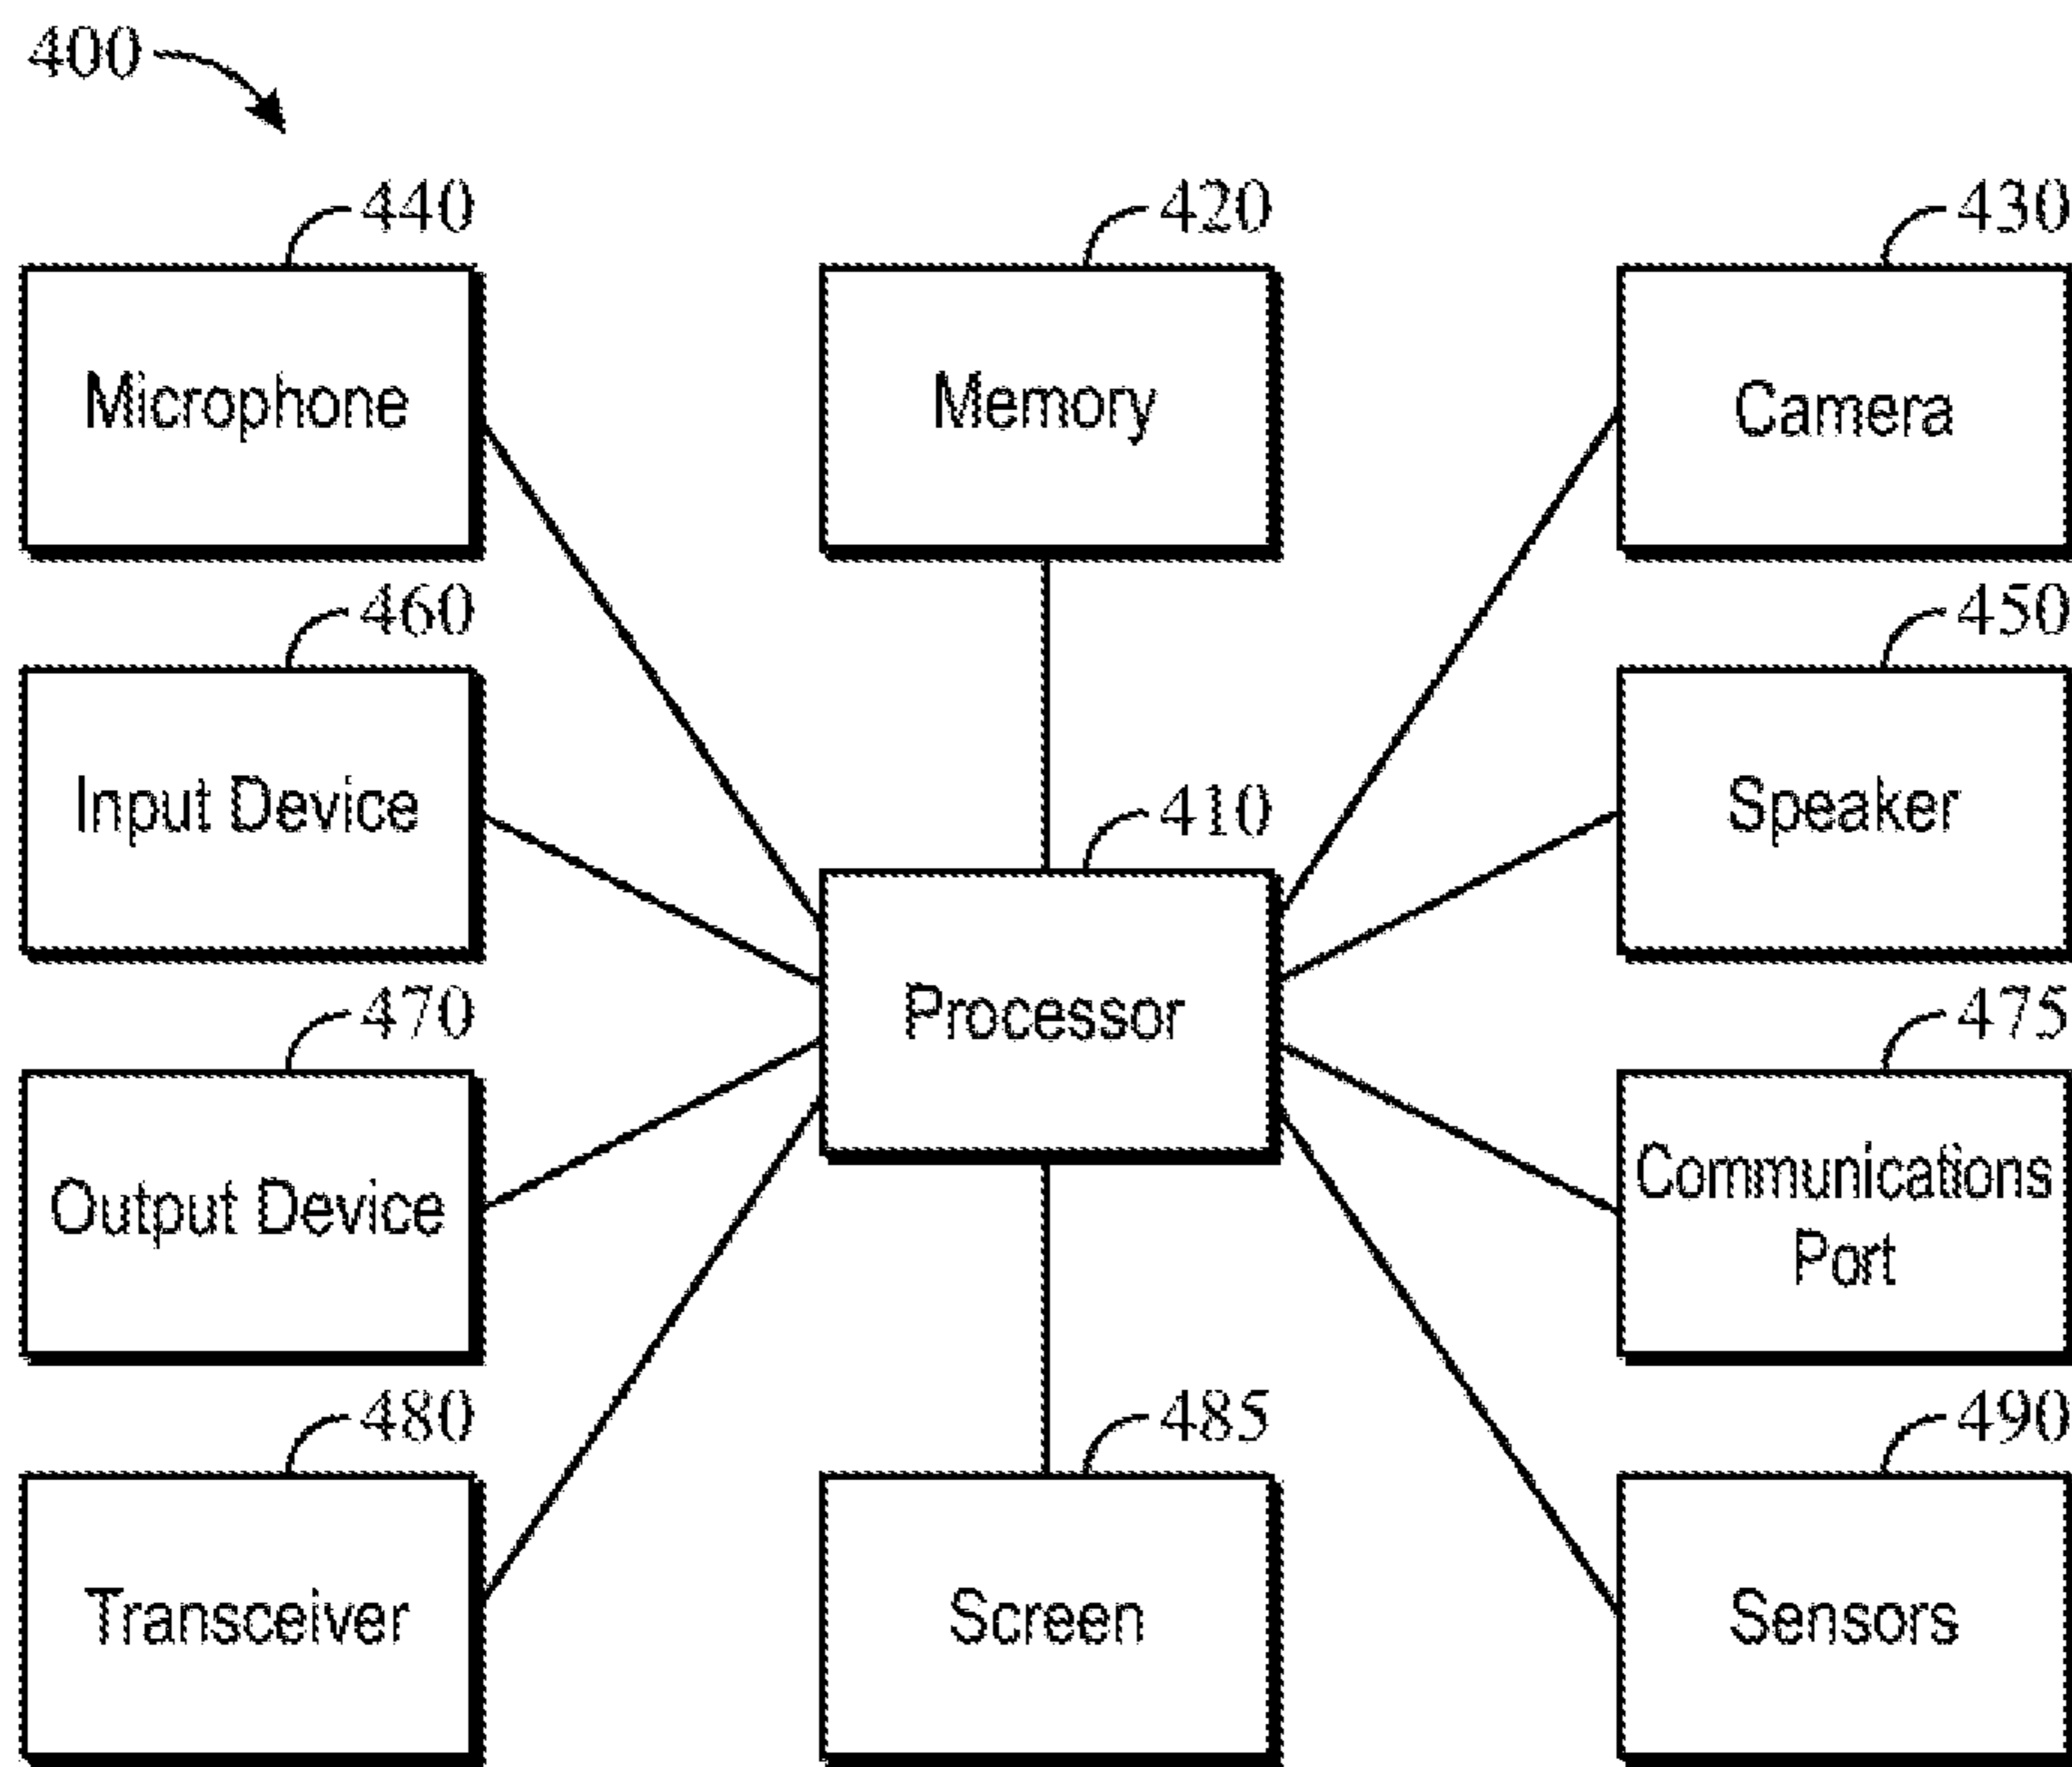 400
440
420
430
Microphone
Memory
Camera
460
450
Input Device
Speaker
410
Processor
470
475
Output Device
Communications
Port
480
485
490
Transceiver
Screen
Sensors